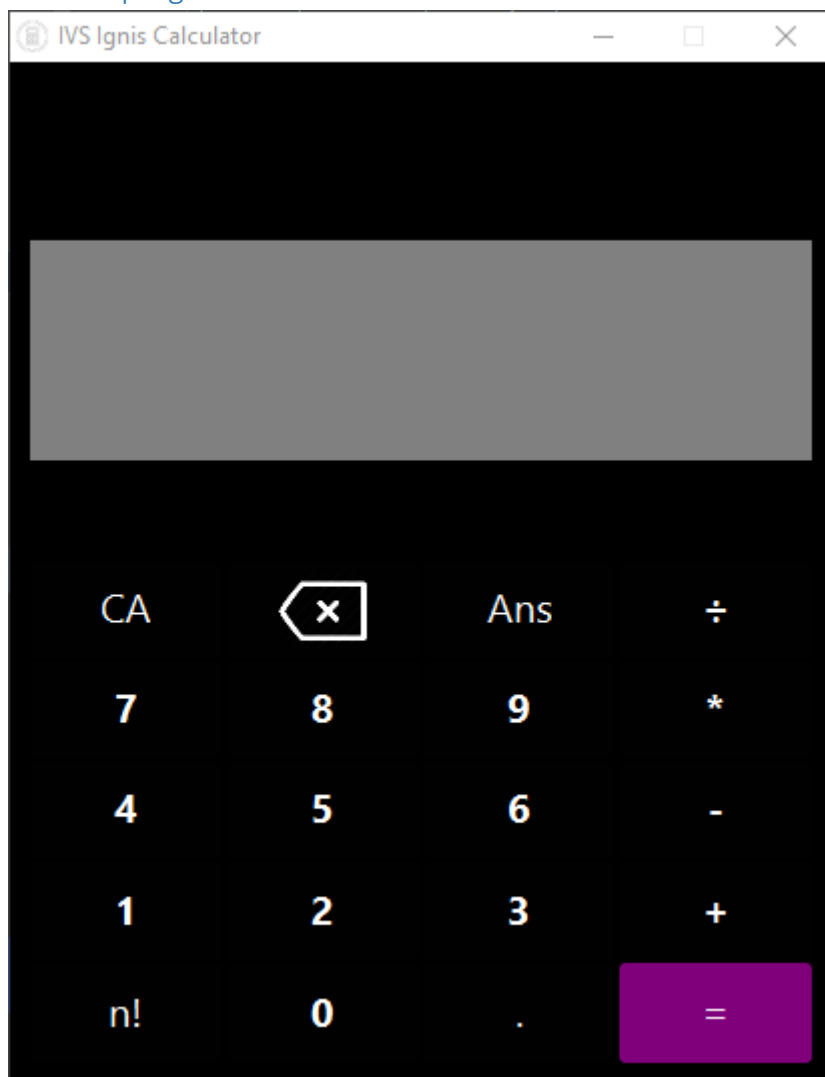 IVS Ignis Calculator
CA Ans ÷
7 8 9 *
4 5 6 -
1 2 3 +
n! 0 . =